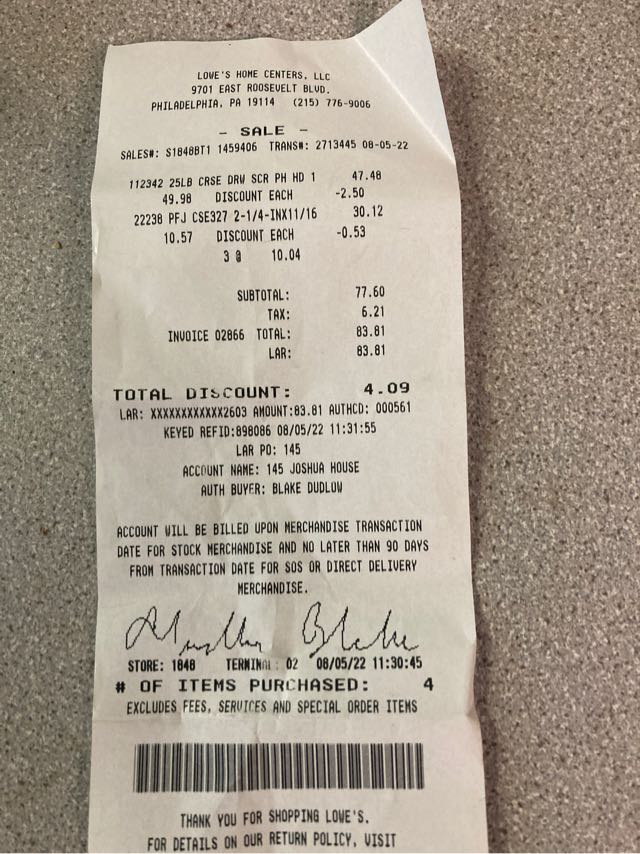 LOWE'S HOME CENTERS, LLC
9701 EAST ROOSEVELT BLVD.
PHILADELPHIA, PA 19114 (215) 776-9006
- SALE -
SALES#: S1848BT1 1459406 TRANS#: 2713445 08-05-22
112342 25LB CRSE DRW SCR PH HD 1 47.48
49.98 DISCOUNT EACH -2.50
22238 PFJ CSE327 2-1/4-INX11/16 30.12
10.57 DISCOUNT EACH -0.53
3 @ 10.04
SUBTOTAL: 77.60
TAX: 6.21
INVOICE 02866 TOTAL: 83.81
LAR: 83.81
TOTAL DISCOUNT: 4.09
LAR: XXXXXXXXXXXX2603 AMOUNT:83.81 AUTHCD: 000561
KEYED REFID:898086 08/05/22 11:31:55
LAR PO: 145
ACCOUNT NAME: 145 JOSHUA HOUSE
AUTH BUYER: BLAKE DUDLOW
ACCOUNT WILL BE BILLED UPON MERCHANDISE TRANSACTION
DATE FOR STOCK MERCHANDISE AND NO LATER THAN 90 DAYS
FROM TRANSACTION DATE FOR SOS OR DIRECT DELIVERY
MERCHANDISE.
Blake
STORE: 1848 TERMINAL: 02 08/05/22 11:30:45
# OF ITEMS PURCHASED: 4
EXCLUDES FEES, SERVICES AND SPECIAL ORDER ITEMS
THANK YOU FOR SHOPPING LOWE'S.
FOR DETAILS ON OUR RETURN POLICY, VISIT